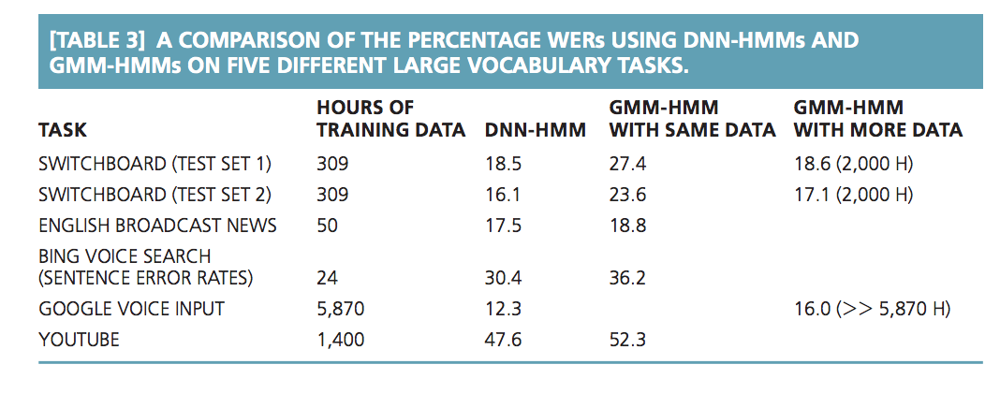 [TABLE 3] A COMPARISON OF THE PERCENTAGE WERs USING DNN-HMMs AND
GMM-HMMs ON FIVE DIFFERENT LARGE VOCABULARY TASKS.
HOURS OF GMM-HMM GMM-HMM
TASK TRAINING DATA DNN-HMM WITH SAME DATA WITH MORE DATA
SWITCHBOARD (TEST SET 1) 309 18.5 27.4 18.6 (2,000 H)
SWITCHBOARD (TEST SET 2) 309 16.1 23.6 17.1 (2,000 H)
ENGLISH BROADCAST NEWS 50 17.5 18.8
BING VOICE SEARCH
(SENTENCE ERROR RATES) 24 30.4 36.2
GOOGLE VOICE INPUT 5,870 12.3 16.0 (>> 5,870 H)
YOUTUBE 1,400 47.6 52.3